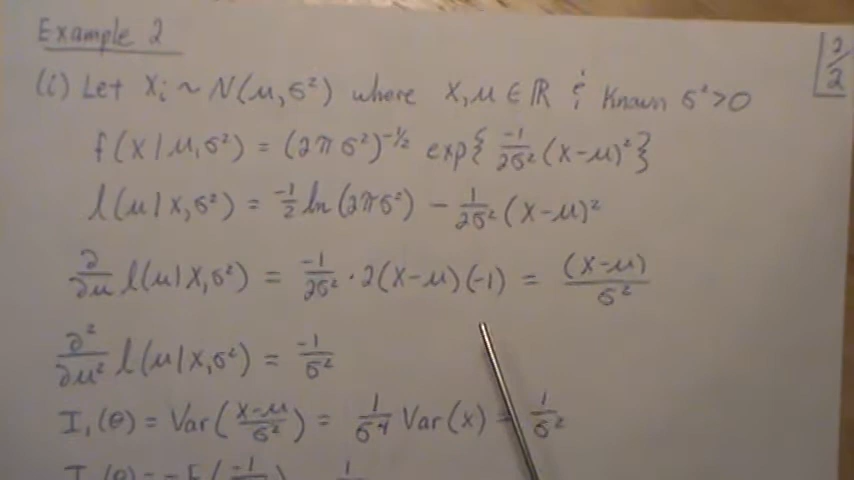 Example 2
2/2
(i) Let Xi ~ N(μ, σ²) where x, μ ∈ ℝ & Known σ² > 0
f(x|μ, σ²) = (2πσ²)^-1/2 exp{ -1/2σ² (x-μ)² }
l(μ|x, σ²) = -1/2 ln(2πσ²) - 1/2σ² (x-μ)²
∂/∂μ l(μ|x, σ²) = -1/2σ² · 2(x-μ)(-1) = (x-μ)/σ²
∂²/∂μ² l(μ|x, σ²) = -1/σ²
I₁(θ) = Var(x-μ/σ²) = 1/σ⁴ Var(x) = 1/σ²